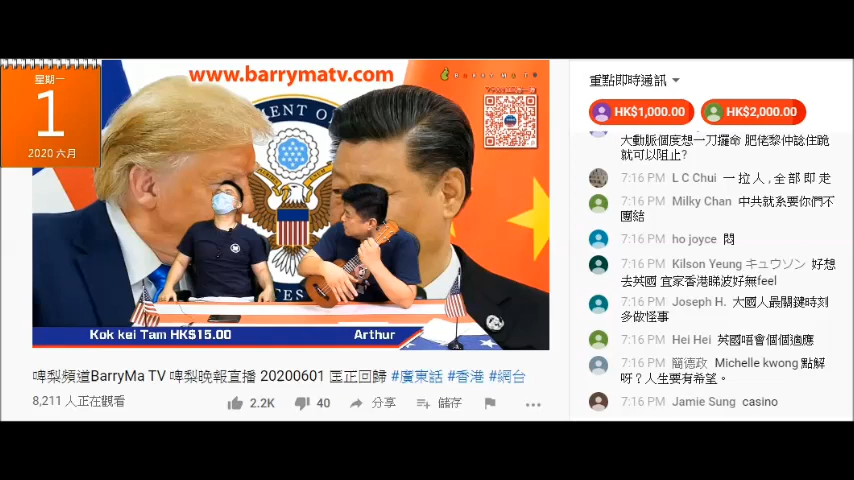 星期一
1
2020 六月
www.barrymatv.com
BARRYMATV
MENT OF
Kok kei Tam HK$15.00
Arthur
啤梨頻道BarryMa TV 啤梨晚報直播 20200601 匡正回歸 #廣東話 #香港 #網台
8,211 人正在觀看
2.2K
40
分享
儲存
重點即時通訊
HK$1,000.00
HK$2,000.00
大動脈個度想一刀攞命 肥佬黎仲諗住跪
就可以阻止?
7:16 PM L C Chui 一 拉 人 , 全 部 即 走
7:16 PM Milky Chan 中共就系要你們不
團結
7:16 PM ho joyce 悶
7:16 PM Kilson Yeung キュウソン 好想
去英國 宜家香港睇波好無feel
7:16 PM Joseph H. 大國人最關鍵時刻
多做怪事
7:16 PM Hei Hei 英國唔會個個適應
7:16 PM 簡德政 Michelle kwong 點解
呀？人生要有希望。
7:16 PM Jamie Sung casino